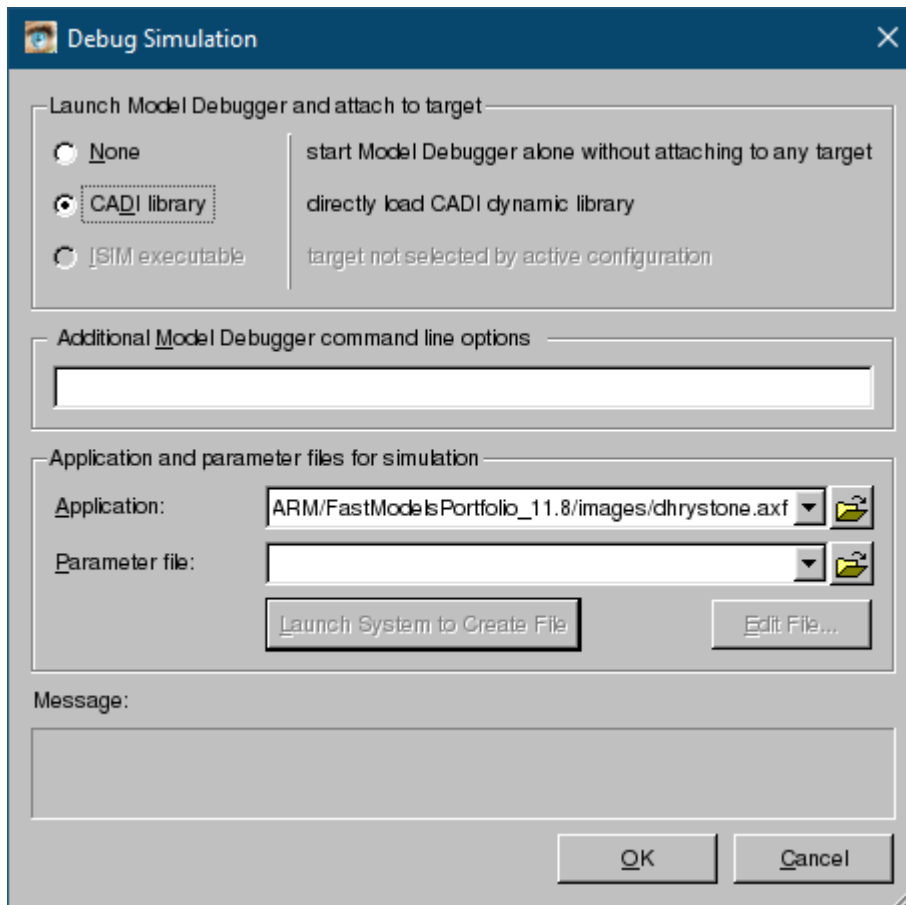 Debug Simulation
Launch Model Debugger and attach to target
None start Model Debugger alone without attaching to any target
CADI library directly load CADI dynamic library
ISIM executable target not selected by active configuration
Additional Model Debugger command line options
Application and parameter files for simulation
Application: ARM/FastModelsPortfolio_11.8/images/dhrystone.axf
Parameter file:
Launch System to Create File Edit File...
Message:
OK Cancel